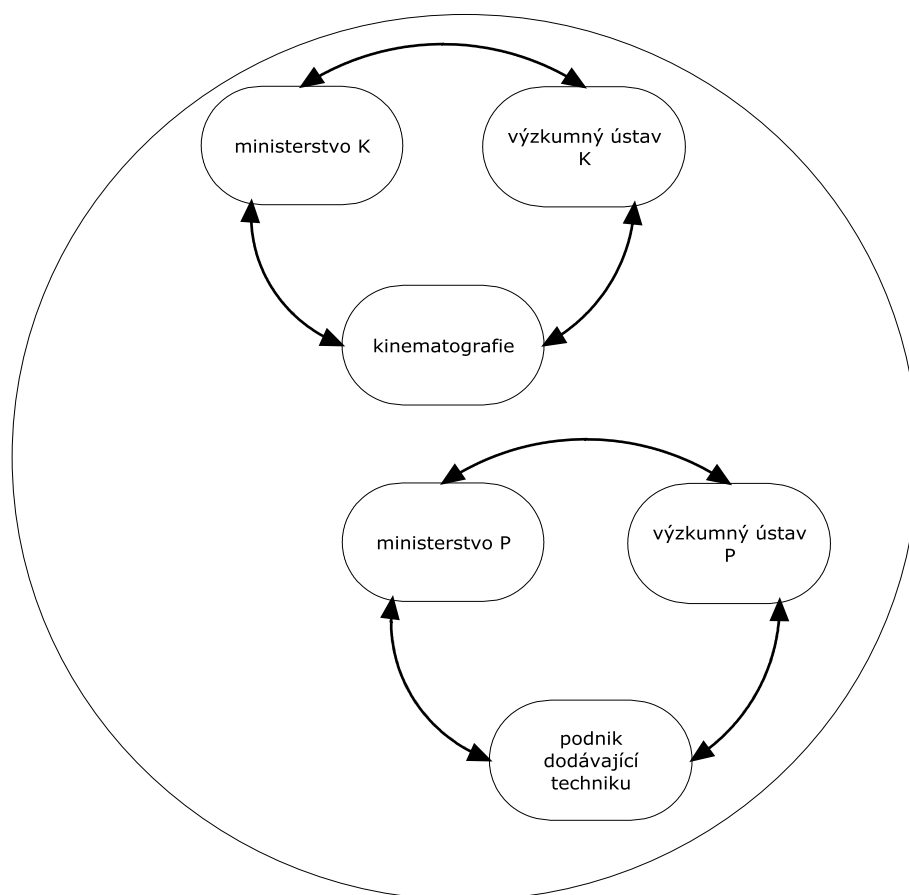 ministerstvo K
výzkumný ústav
K
kinematografie
ministerstvo P
výzkumný ústav
P
podnik
dodávající
techniku